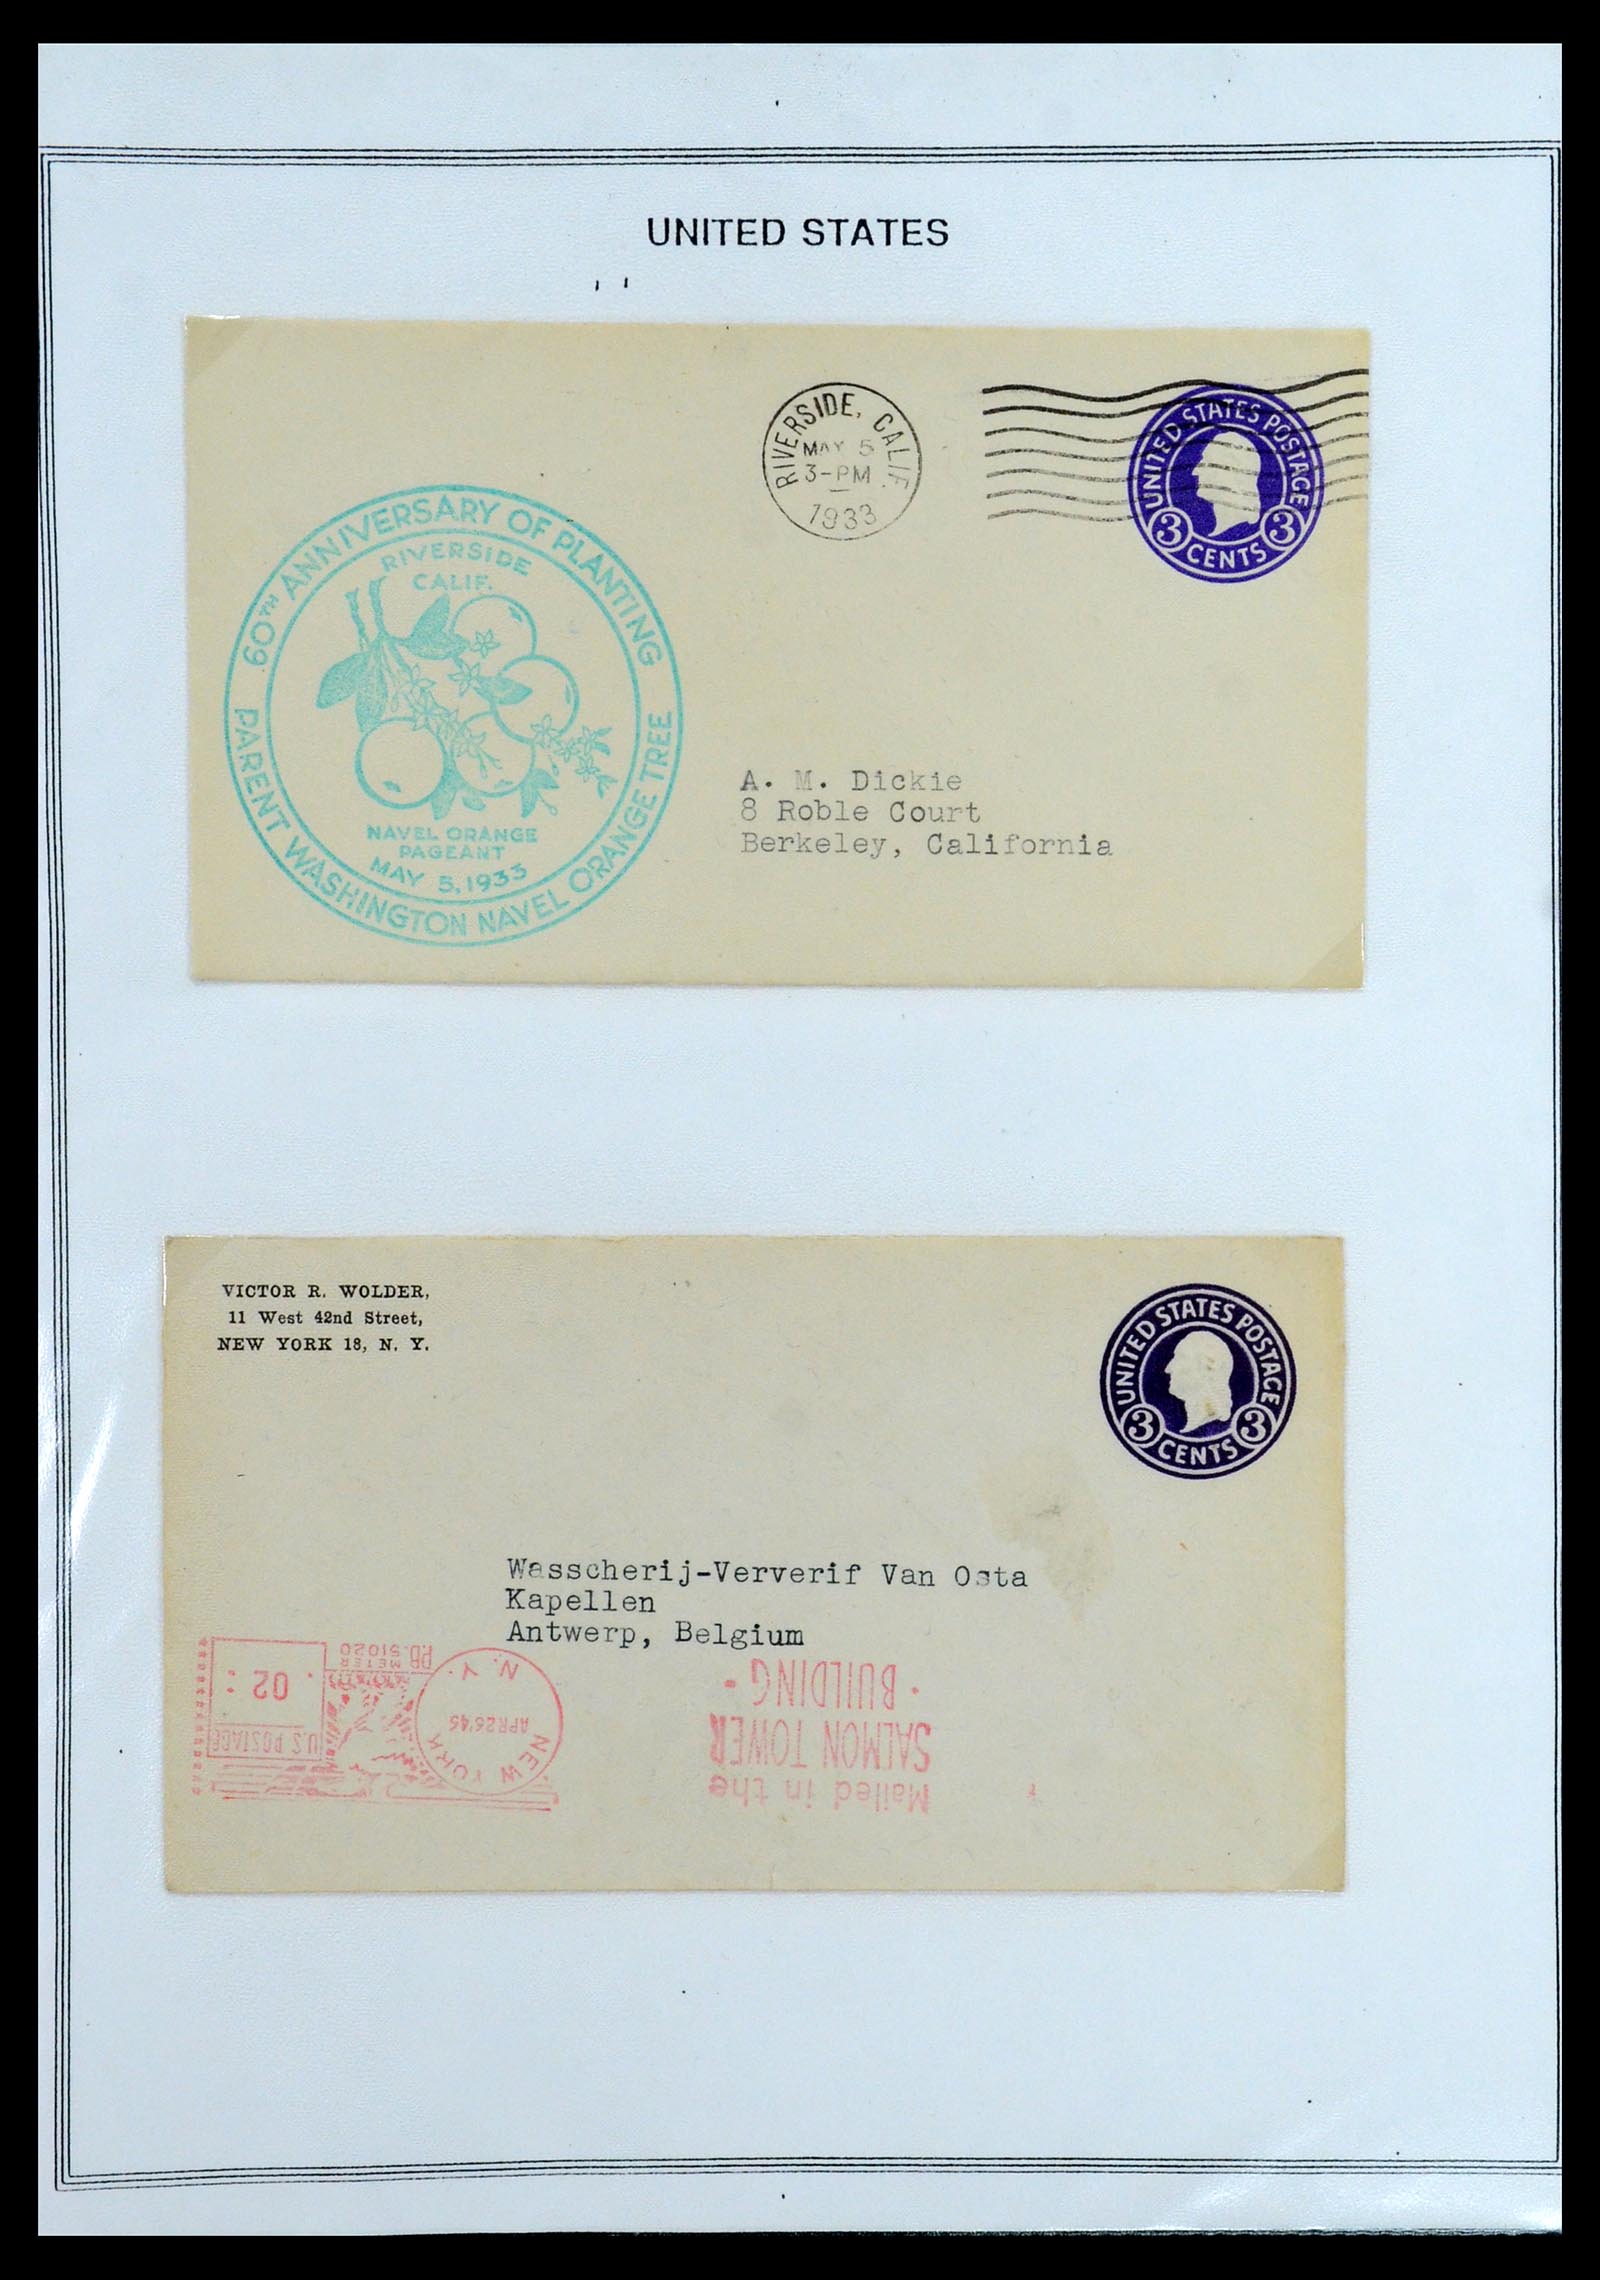 UNITED STATES
RIVERSIDE, CALIF.
MAY 5
3-PM
1933
UNITED STATES POSTAGE
3 CENTS 3
60TH ANNIVERSARY OF PLANTING
PARENT WASHINGTON NAVEL ORANGE TREE
RIVERSIDE
CALIF.
NAVEL ORANGE
PAGEANT
MAY 5, 1933
A. M. Dickie
8 Roble Court
Berkeley, California
VICTOR R. WOLDER,
11 West 42nd Street,
NEW YORK 18, N. Y.
UNITED STATES POSTAGE
3 CENTS 3
Wasscherij-Ververif Van Osta
Kapellen
Antwerp, Belgium
Mailed in the
SALMON TOWER
· BUILDING -
NEW YORK
APR 26 '46
N. Y.
U.S. POSTAGE
02
P.B. METER
51020